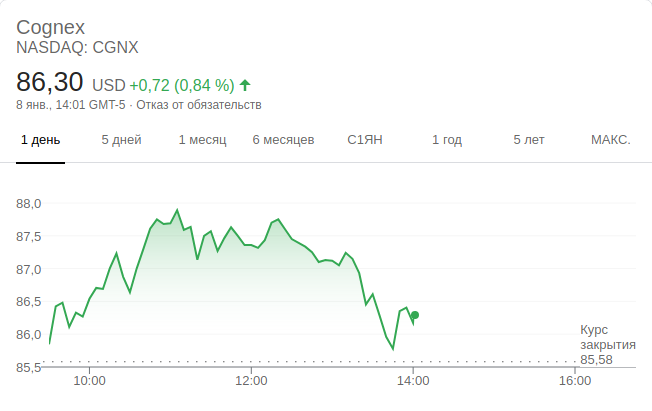 Cognex
NASDAQ: CGNX
86,30 USD +0,72 (0,84 %)
8 янв., 14:01 GMT-5 · Отказ от обязательств
1 день 5 дней 1 месяц 6 месяцев С1ЯН 1 год 5 лет МАКС.
88,0
87,5
87,0
86,5
86,0
Курс
закрытия
85,58
85,5
10:00 12:00 14:00 16:00